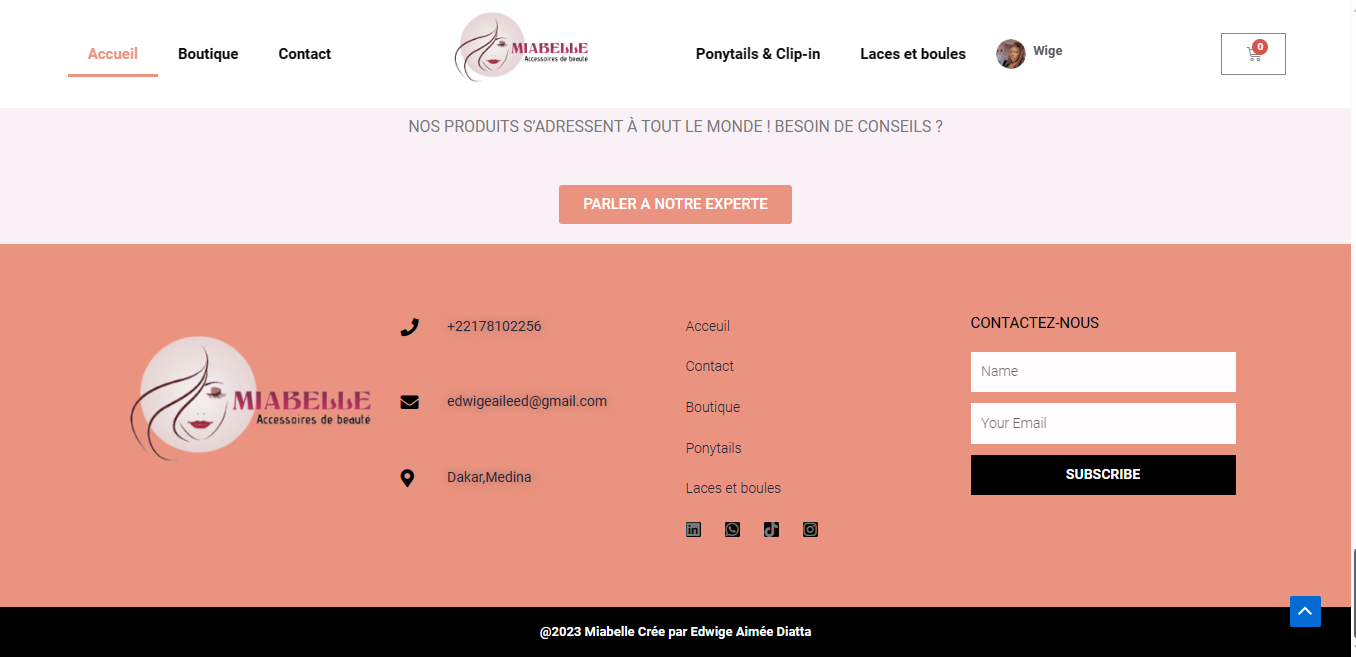 Accueil
Boutique
Contact
MIABELLE
Accessoires de beauté
Ponytails & Clip-in
Laces et boules
Wige
0
NOS PRODUITS S’ADRESSENT À TOUT LE MONDE ! BESOIN DE CONSEILS ?
PARLER A NOTRE EXPERTE
MIABELLE
Accessoires de beauté
+22178102256
edwigeaileed@gmail.com
Dakar,Medina
Acceuil
Contact
Boutique
Ponytails
Laces et boules
in
CONTACTEZ-NOUS
Name
Your Email
SUBSCRIBE
@2023 Miabelle Crée par Edwige Aimée Diatta